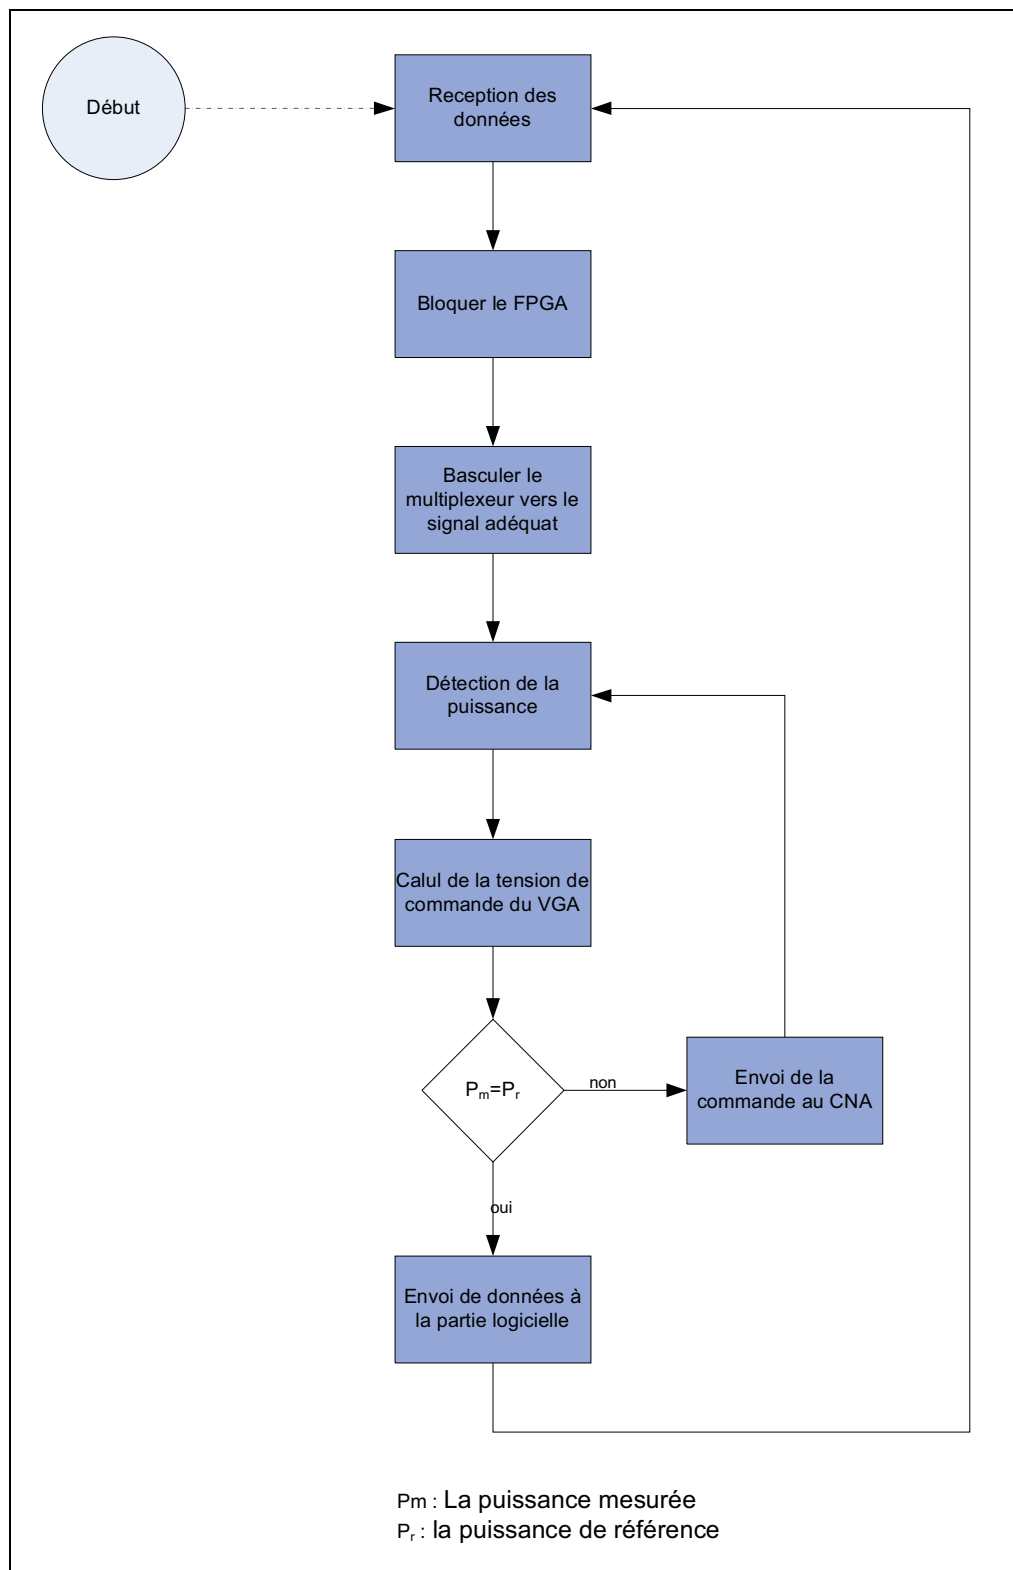 Début
Reception des
données
Bloquer le FPGA
Basculer le
multiplexeur vers le
signal adéquat
Détection de la
puissance
Calul de la tension de
commande du VGA
Pm=Pr
non
Envoi de la
commande au CNA
oui
Envoi de données à
la partie logicielle
Pm : La puissance mesurée
Pr : la puissance de référence